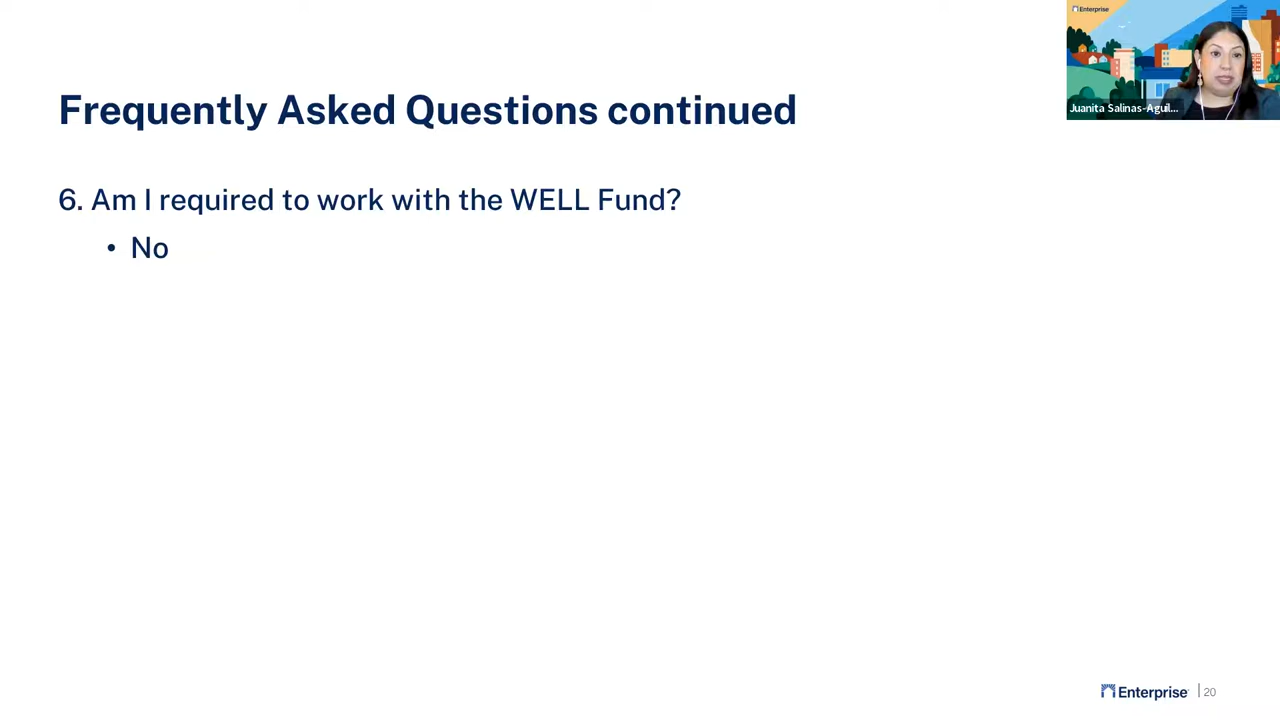 Enterprise
Juanita Salinas-Aguil...
Frequently Asked Questions continued
6. Am I required to work with the WELL Fund?
• No
Enterprise | 20